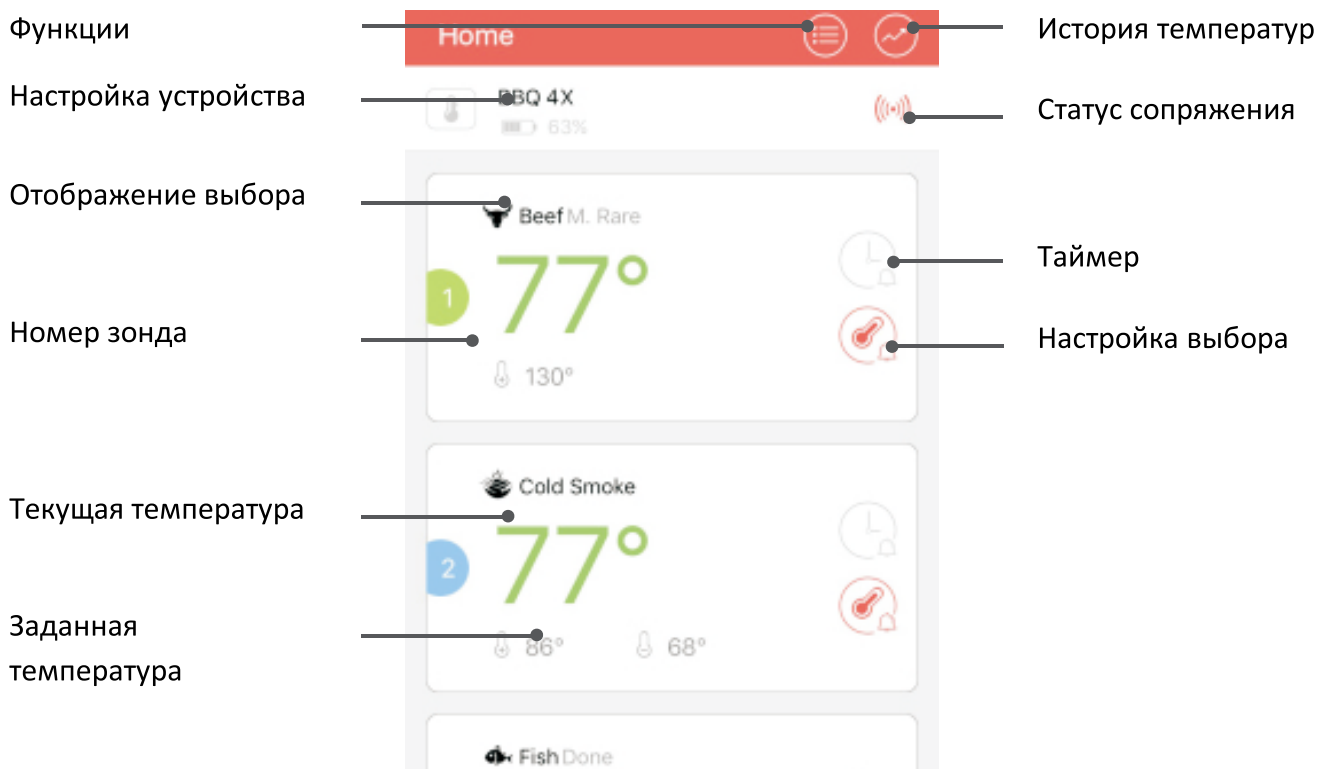 Функции
Home
История температур
Настройка устройства
BBQ 4X
63%
Статус сопряжения
Отображение выбора
Beef M. Rare
77°
1
130°
Таймер
Номер зонда
Настройка выбора
Cold Smoke
Текущая температура
77°
2
86° 68°
Заданная
температура
Fish Done